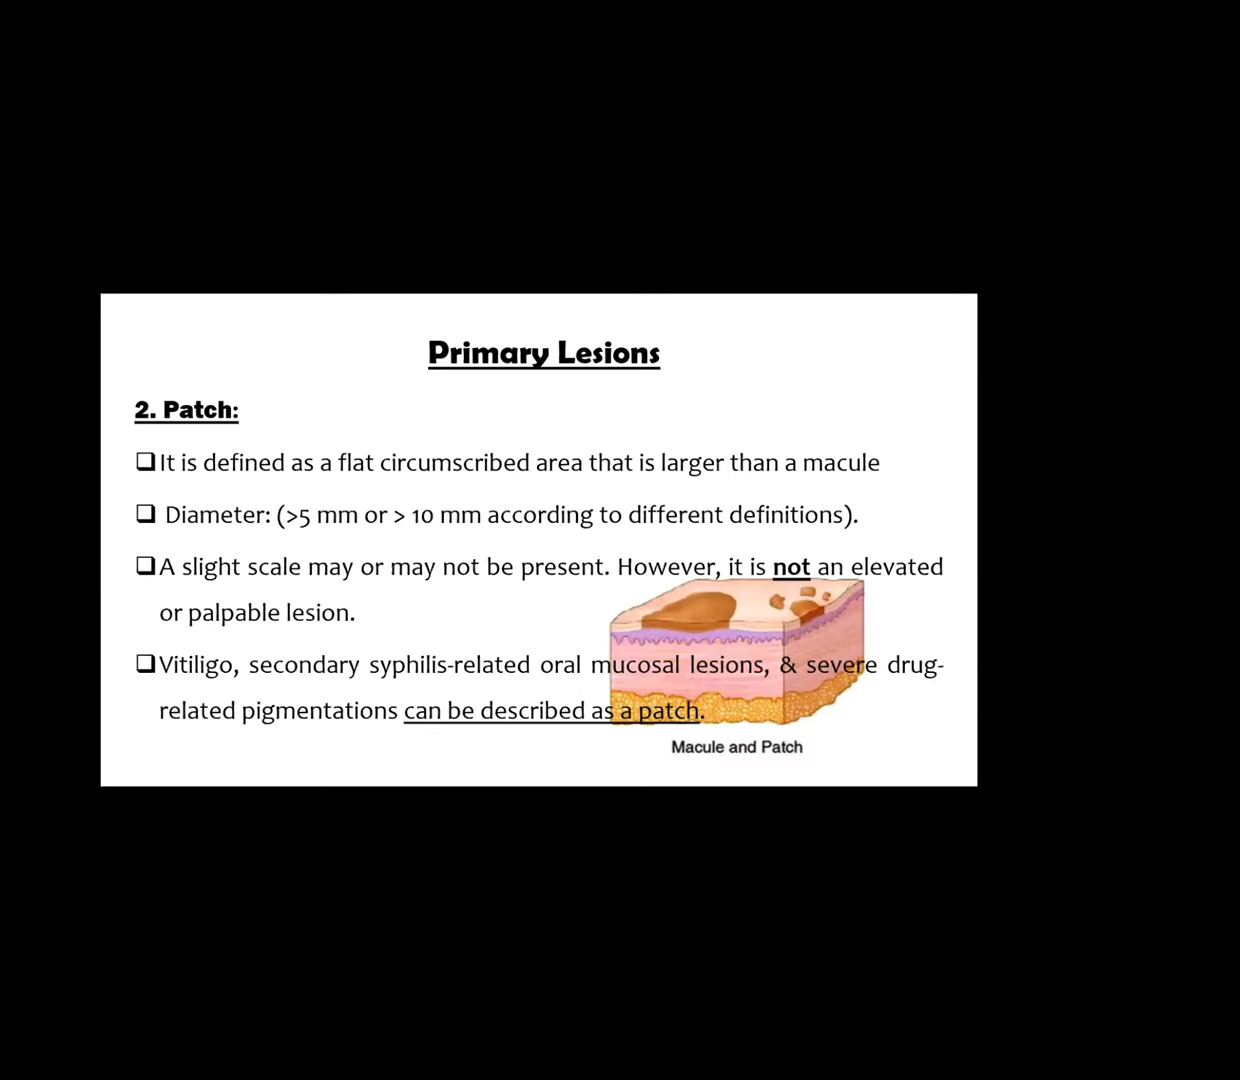 Primary Lesions
2. Patch:
❑It is defined as a flat circumscribed area that is larger than a macule
❑ Diameter: (>5 mm or > 10 mm according to different definitions).
❑A slight scale may or may not be present. However, it is not an elevated
or palpable lesion.
❑Vitiligo, secondary syphilis-related oral mucosal lesions, & severe drug-
related pigmentations can be described as a patch.
Macule and Patch